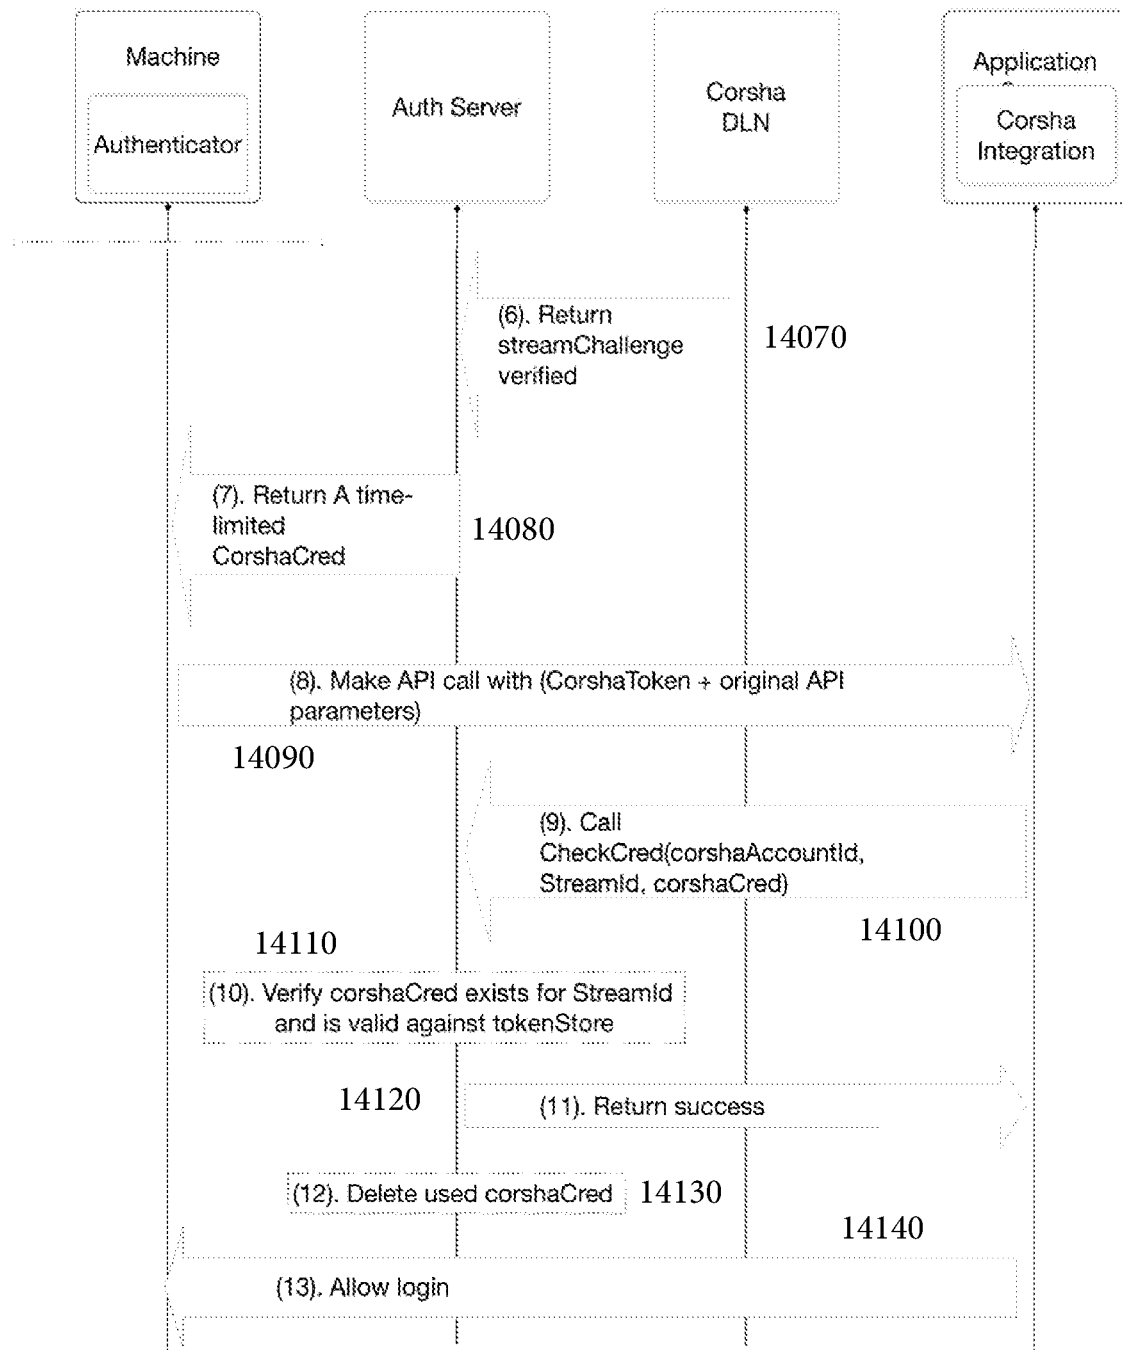 Machine
Authenticator
Auth Server
Corsha
DLN
Application
Corsha
Integration
(6). Return
streamChallenge
verified
14070
(7). Return A time-
limited
CorshaCred
14080
(8). Make API call with (CorshaToken + original API
parameters)
14090
(9). Call
CheckCred(corshaAccountId,
StreamId, corshaCred)
14100
14110
(10). Verify corshaCred exists for StreamId
and is valid against tokenStore
14120
(11). Return success
(12). Delete used corshaCred
14130
14140
(13). Allow login